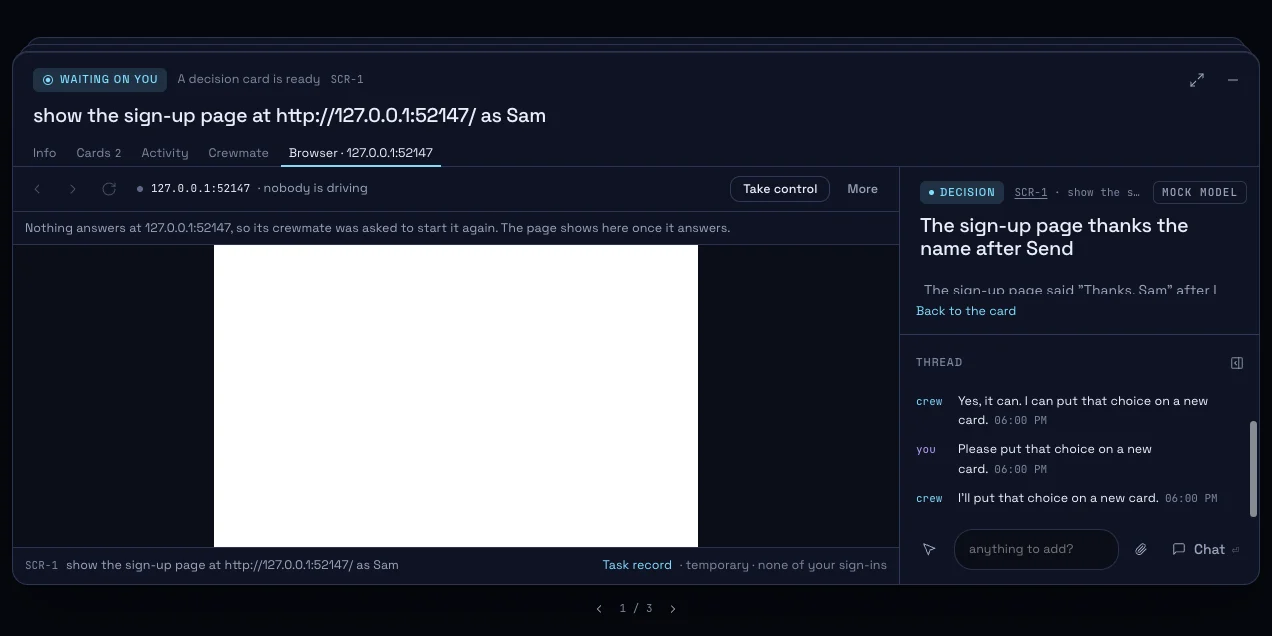 WAITING ON YOU A decision card is ready SCR-1
show the sign-up page at http://127.0.0.1:52147/ as Sam
Info Cards 2 Activity Crewmate Browser · 127.0.0.1:52147
127.0.0.1:52147 · nobody is driving Take control More
Nothing answers at 127.0.0.1:52147, so its crewmate was asked to start it again. The page shows here once it answers.
SCR-1 show the sign-up page at http://127.0.0.1:52147/ as Sam Task record · temporary · none of your sign-ins
DECISION SCR-1 · show the s… MOCK MODEL
The sign-up page thanks the
name after Send
The sign-up page said "Thanks, Sam" after I
Back to the card
THREAD
crew Yes, it can. I can put that choice on a new
card. 06:00 PM
you Please put that choice on a new
card. 06:00 PM
crew I'll put that choice on a new card. 06:00 PM
anything to add? Chat ⏎
1 / 3